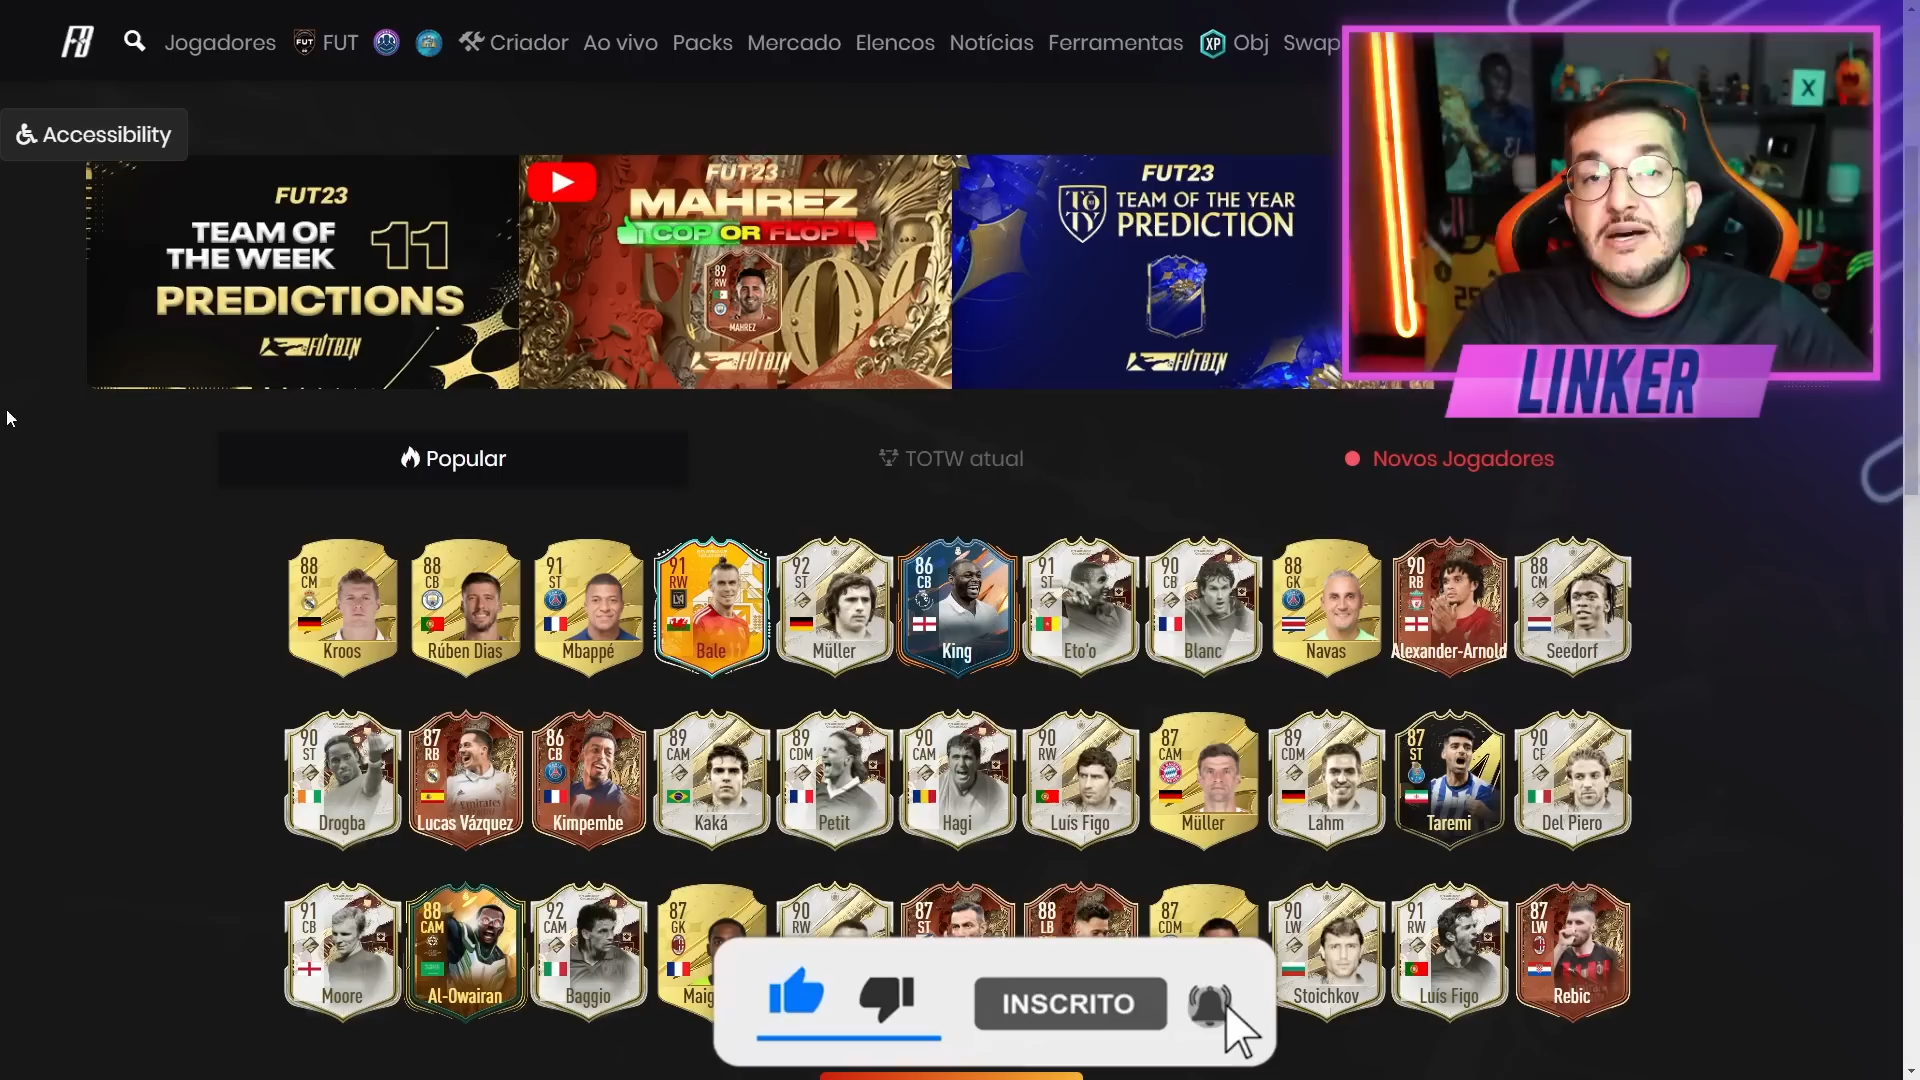 FB Jogadores FUT Criador Ao vivo Packs Mercado Elencos Notícias Ferramentas XP Obj Swap
X
Accessibility
FUT23
TEAM OF
THE WEEK 11
PREDICTIONS
FUTBIN
FUT23
MAHREZ
COP OR FLOP
89
RW
MAHREZ
FUTBIN
FUT23
TOTY TEAM OF THE YEAR
PREDICTION
FUTBIN
LINKER
Popular
TOTW atual
Novos Jogadores
88 CM Kroos
88 CB Rúben Dias
91 ST Mbappé
91 RW Bale
92 ST Müller
86 CB King
91 ST Eto'o
90 CB Blanc
88 GK Navas
90 RB Alexander-Arnold
88 CM Seedorf
90 ST Drogba
87 RB Lucas Vázquez
86 CB Kimpembe
89 CAM Kaká
89 CDM Petit
90 CAM Hagi
90 RW Luís Figo
87 CAM Müller
89 CDM Lahm
87 ST Taremi
90 CF Del Piero
91 CB Moore
88 CAM Al-Owairan
92 CAM Baggio
87 GK Maig
90 RW
87 ST
88 LB
87 CDM
90 LW Stoichkov
91 RW Luís Figo
87 LW Rebic
INSCRITO